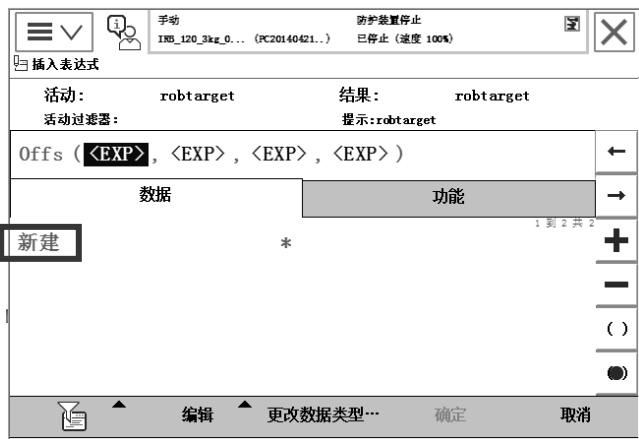 手动
防护装置停止
IRB_120_3kg_0... (PC20140421..)
已停止 (速度 100%)
插入表达式
活动: robtarget 结果: robtarget
活动过滤器: 提示:robtarget
Offs ( <EXP> , <EXP> , <EXP> , <EXP> )
数据 功能
1 到 2 共 2
新建 *
编辑 更改数据类型… 确定 取消